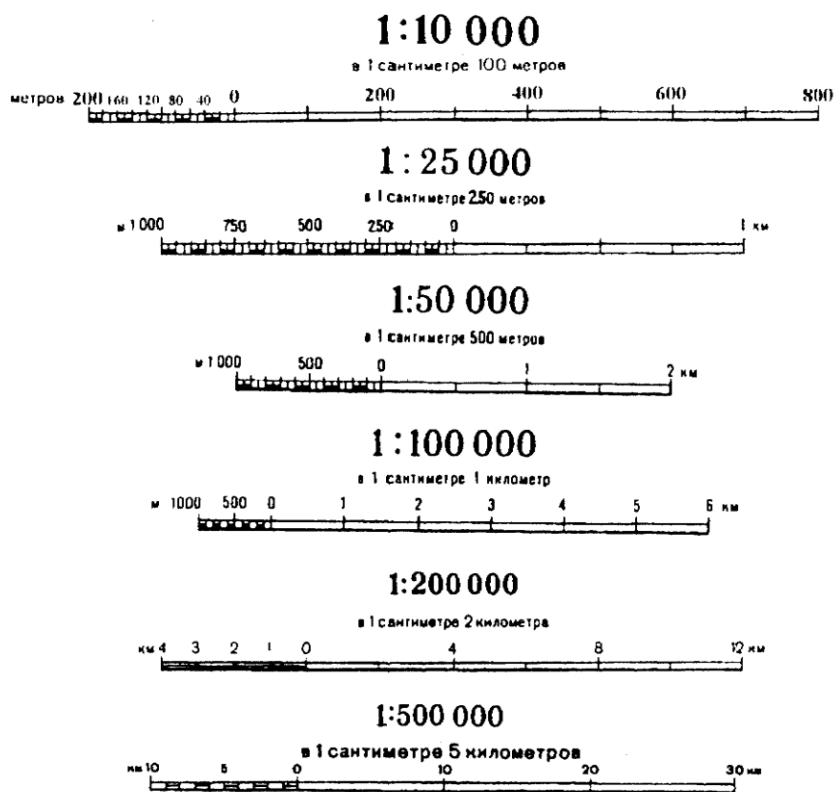 1:10 000
в 1 сантиметре 100 метров
метров 200 160 120 80 40 0 200 400 600 800
1:25 000
в 1 сантиметре 250 метров
м 1 000 750 500 250 0 1 км
1:50 000
в 1 сантиметре 500 метров
м 1 000 500 0 1 2 км
1:100 000
в 1 сантиметре 1 километр
м 1000 500 0 1 2 3 4 5 6 км
1:200 000
в 1 сантиметре 2 километра
км 4 3 2 1 0 4 8 12 км
1:500 000
в 1 сантиметре 5 километров
км 10 5 0 10 20 30 км